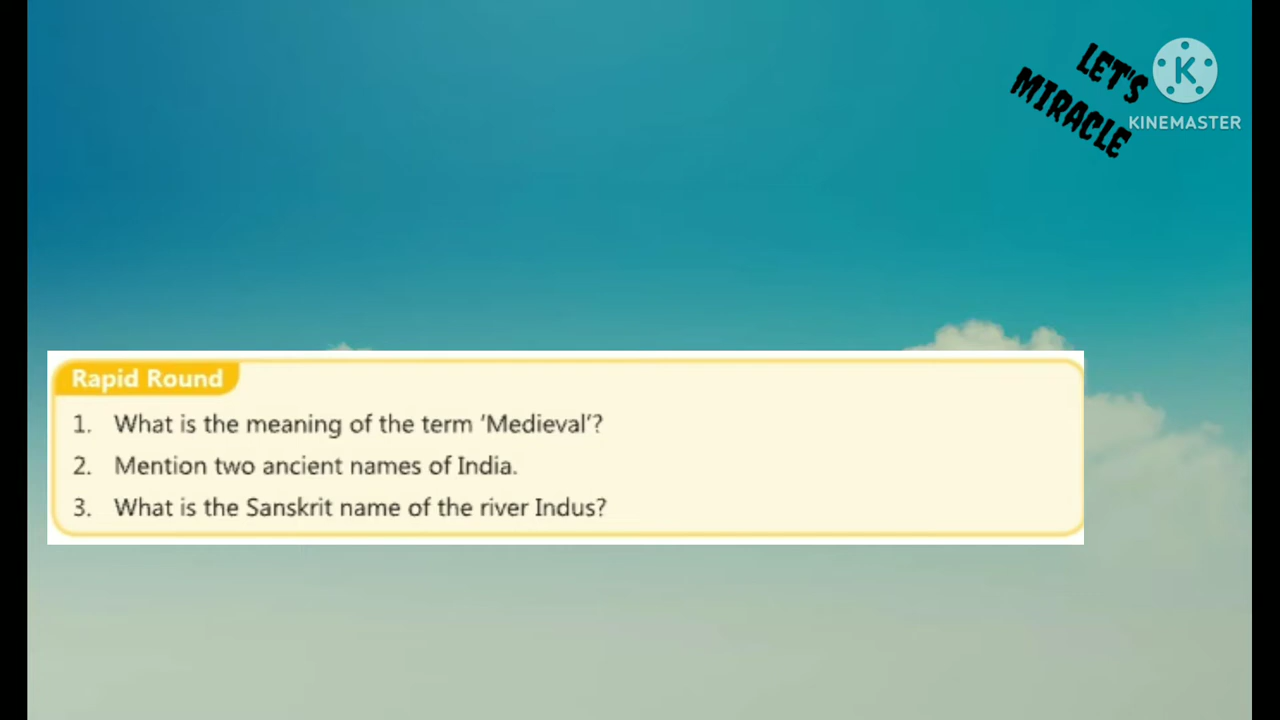 LET'S
MIRACLE
KINEMASTER
Rapid Round
1. What is the meaning of the term ‘Medieval’?
2. Mention two ancient names of India.
3. What is the Sanskrit name of the river Indus?